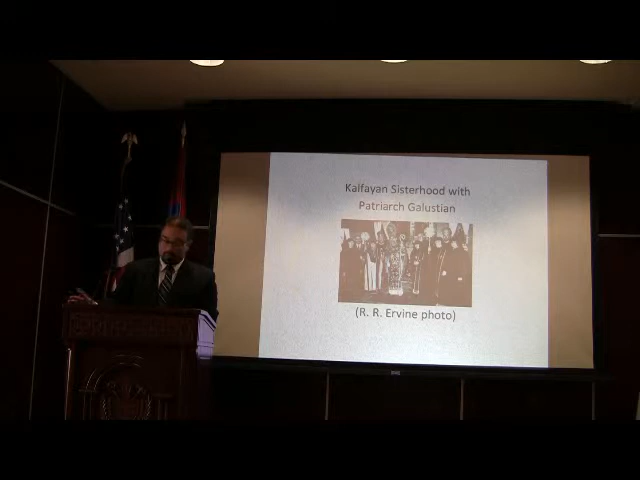 Kalfayan Sisterhood with
Patriarch Galustian
(R. R. Ervine photo)